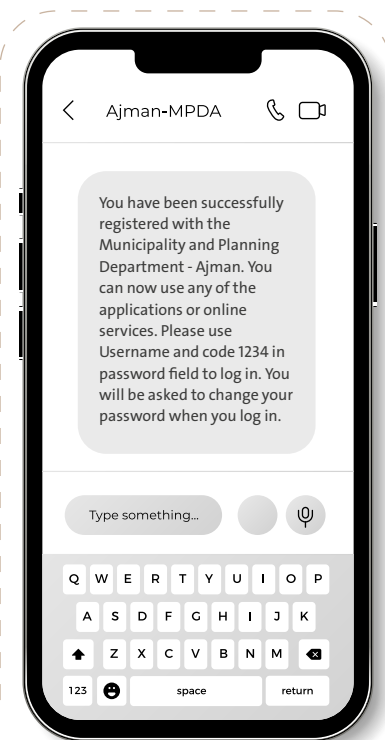 Ajman-MPDA
You have been successfully
registered with the
Municipality and Planning
Department - Ajman. You
can now use any of the
applications or online
services. Please use
Username and code 1234 in
password field to log in. You
will be asked to change your
password when you log in.
Type something...
Q W E R T Y U I O P
A S D F G H I J K
Z X C V B N M
123 space return